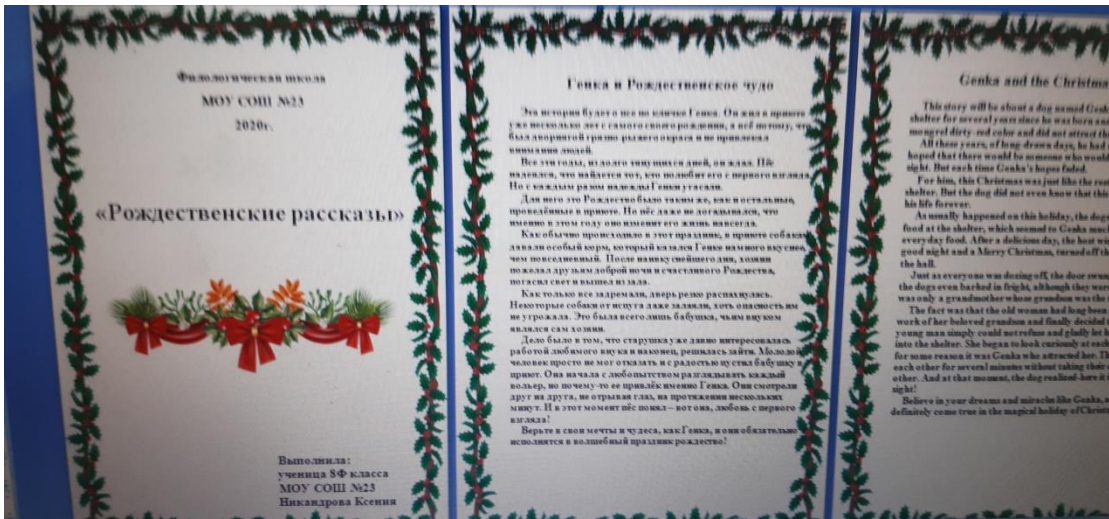 Филологическая школа
МОУ СОШ №23
2020г.
«Рождественские рассказы»
Выполнила:
ученица 8Ф класса
МОУ СОШ №23
Никандрова Ксения
Генка и Рождественское чудо
Эта история будет о псе по кличке Генка. Он жил в приюте
уже несколько лет с самого своего рождения, а всё потому, что
был дворнягой грязно-рыжего окраса и не привлекал
внимания людей.
Все эти годы, из долго тянущихся дней, он ждал. Пёс
надеялся, что найдется тот, кто полюбит его с первого взгляда.
Но с каждым разом надежды Генки угасали.
Для него это Рождество было таким же, как и остальные,
проведённые в приюте. Но пёс даже не догадывался, что
именно в этом году оно изменит его жизнь навсегда.
Как обычно происходило в этот праздник, в приюте собакам
давали особый корм, который казался Генке намного вкуснее,
чем повседневный. После наивкуснейшего дня, хозяин
пожелал друзьям доброй ночи и счастливого Рождества,
погасил свет и вышел из зала.
Как только все задремали, дверь резко распахнулась.
Некоторые собаки от испуга даже залаяли, хоть опасность им
не угрожала. Это была всего лишь бабушка, чьим внуком
являлся сам хозяин.
Дело было в том, что старушка уже давно интересовалась
работой любимого внука и наконец, решилась зайти. Молодой
человек просто не мог отказать и с радостью пустил бабушку в
приют. Она начала с любопытством разглядывать каждый
вольер, но почему-то ее привлёк именно Генка. Они смотрели
друг на друга, не отрывая глаз, на протяжении нескольких
минут. И в этот момент пёс понял – вот она, любовь с первого
взгляда!
Верьте в свои мечты и чудеса, как Генка, и они обязательно
исполнятся в волшебный праздник рождество!
Genka and the Christma
This story will be about a dog named Genk
shelter for several years since he was born and
mongrel dirty-red color and did not attract th
All these years, of long drawn days, he had
hoped that there would be someone who would
sight. But each time Genka's hopes faded.
For him, this Christmas was just like the rest
shelter. But the dog did not even know that this
his life forever.
As usually happened on this holiday, the dogs
food at the shelter, which seemed to Genka much
everyday food. After a delicious day, the host wi
good night and a Merry Christmas, turned off th
the hall.
Just as everyone was dozing off, the door swun
the dogs even barked in fright, although they wer
was only a grandmother whose grandson was the
The fact was that the old woman had long been
work of her beloved grandson and finally decided
young man simply could not refuse and gladly let h
into the shelter. She began to look curiously at each
for some reason it was Genka who attracted her. Th
each other for several minutes without taking their
other. And at that moment, the dog realized-here it
sight!
Believe in your dreams and miracles like Genka, a
definitely come true in the magical holiday of Christ